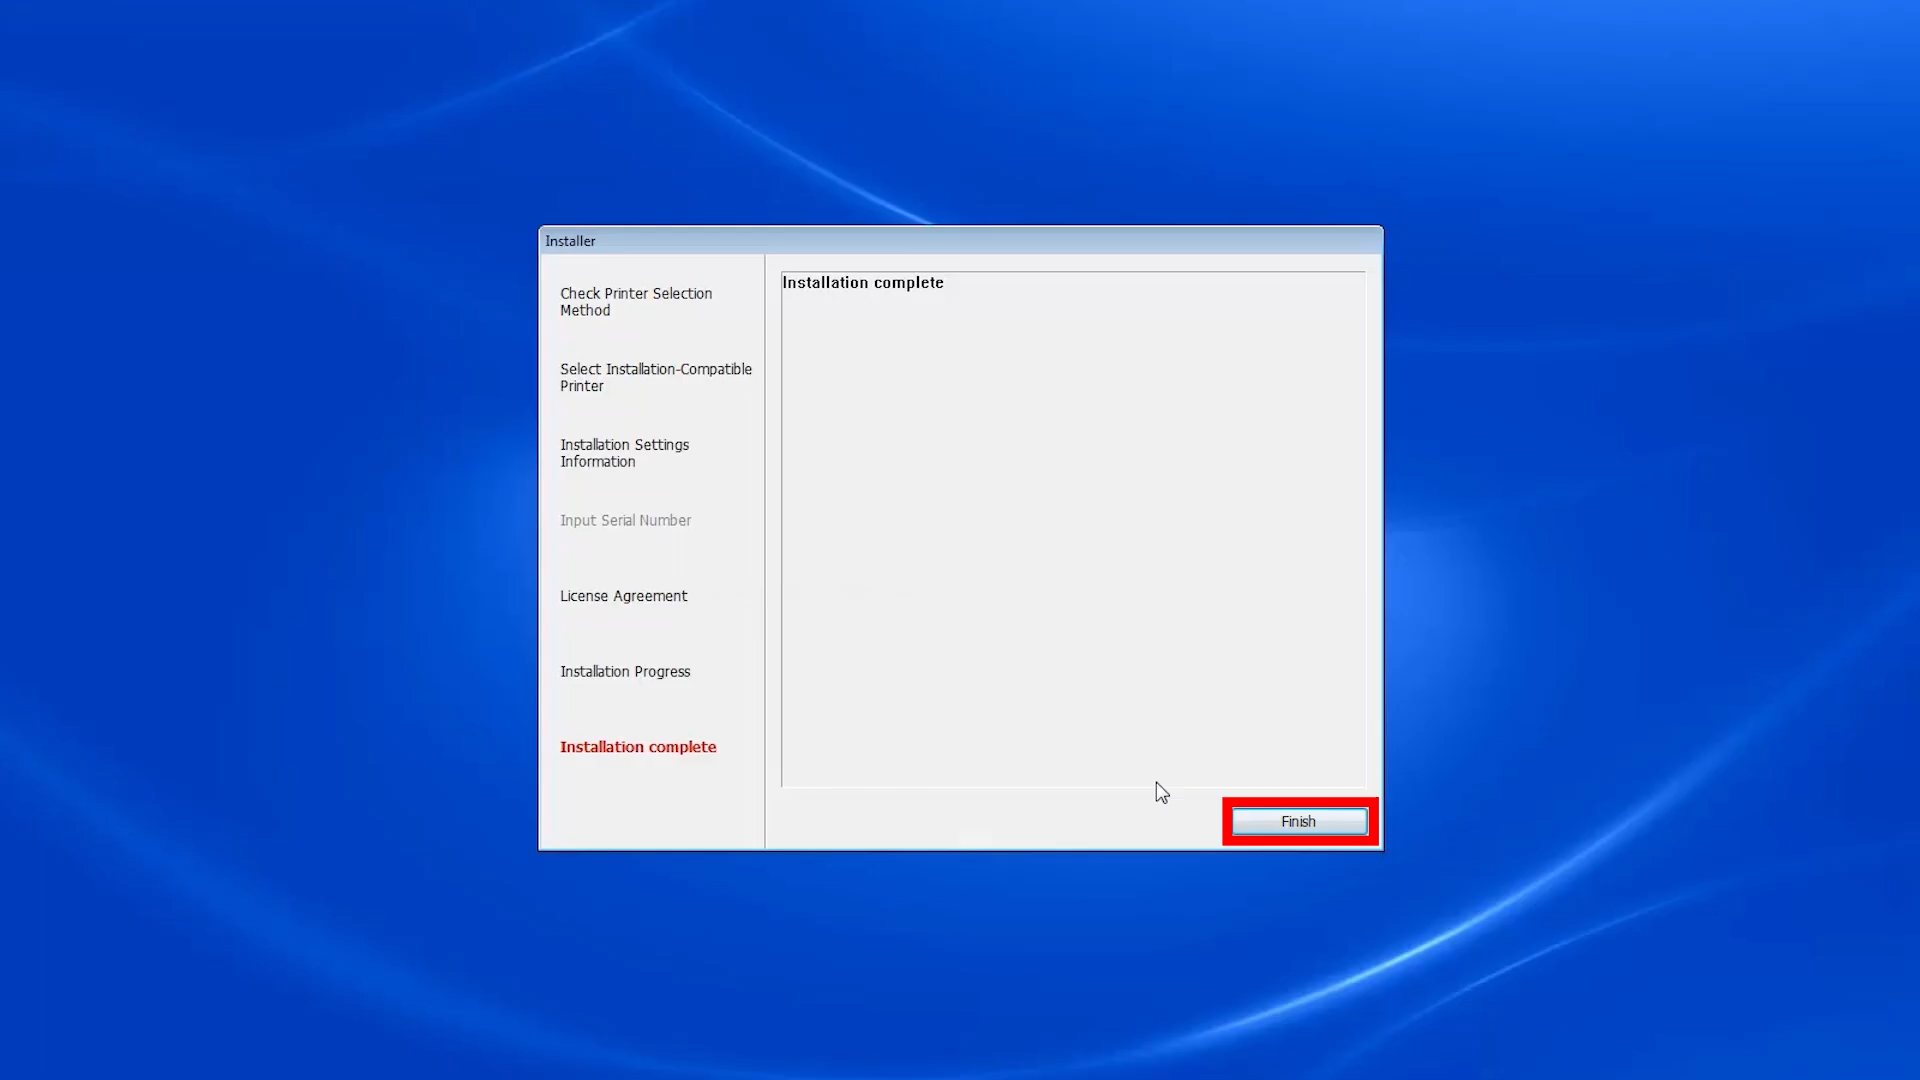 Installer
Check Printer Selection
Method
Select Installation-Compatible
Printer
Installation Settings
Information
Input Serial Number
License Agreement
Installation Progress
Installation complete
Installation complete
Finish